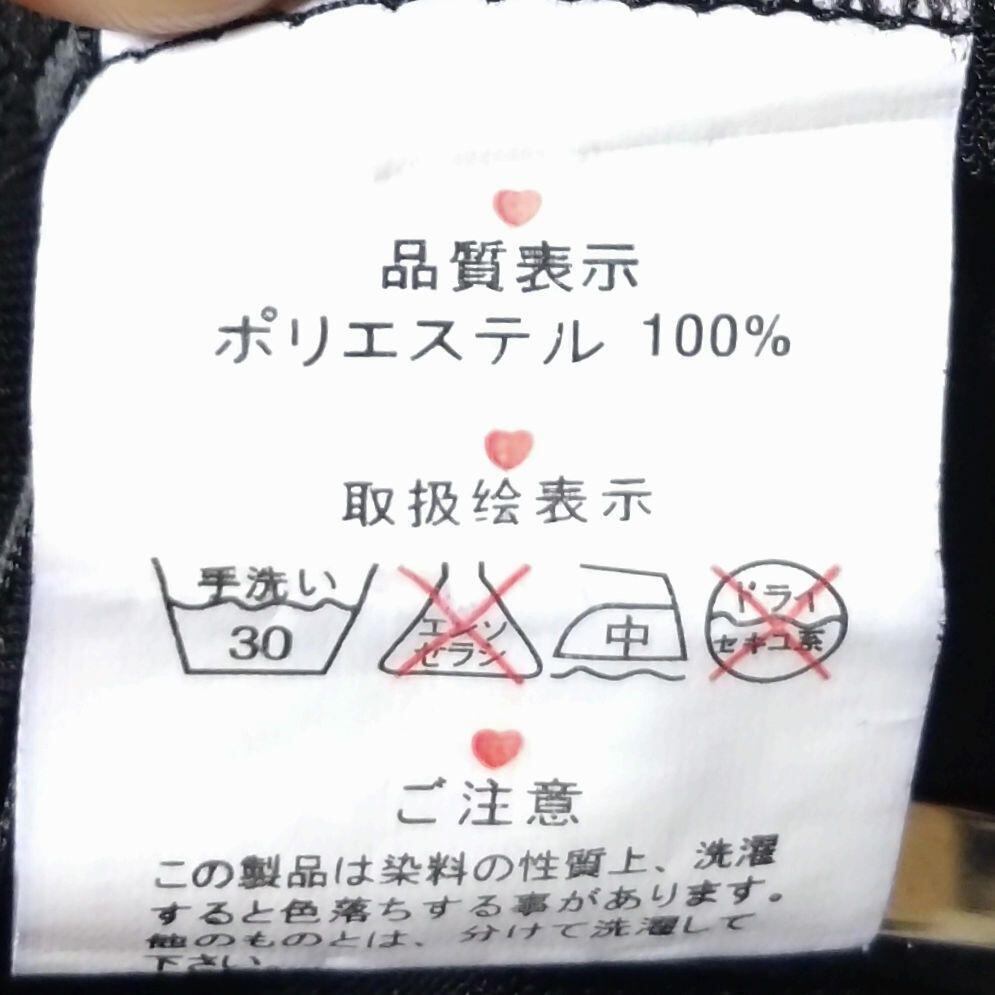 品質表示
ポリエステル 100%
取扱絵表示
手洗い
30
エンソ
セラシ
中
ドライ
セキユ系
ご注意
この製品は染料の性質上、洗濯
すると色落ちする事があります。
他のものとは、分けて洗濯して
下さい。